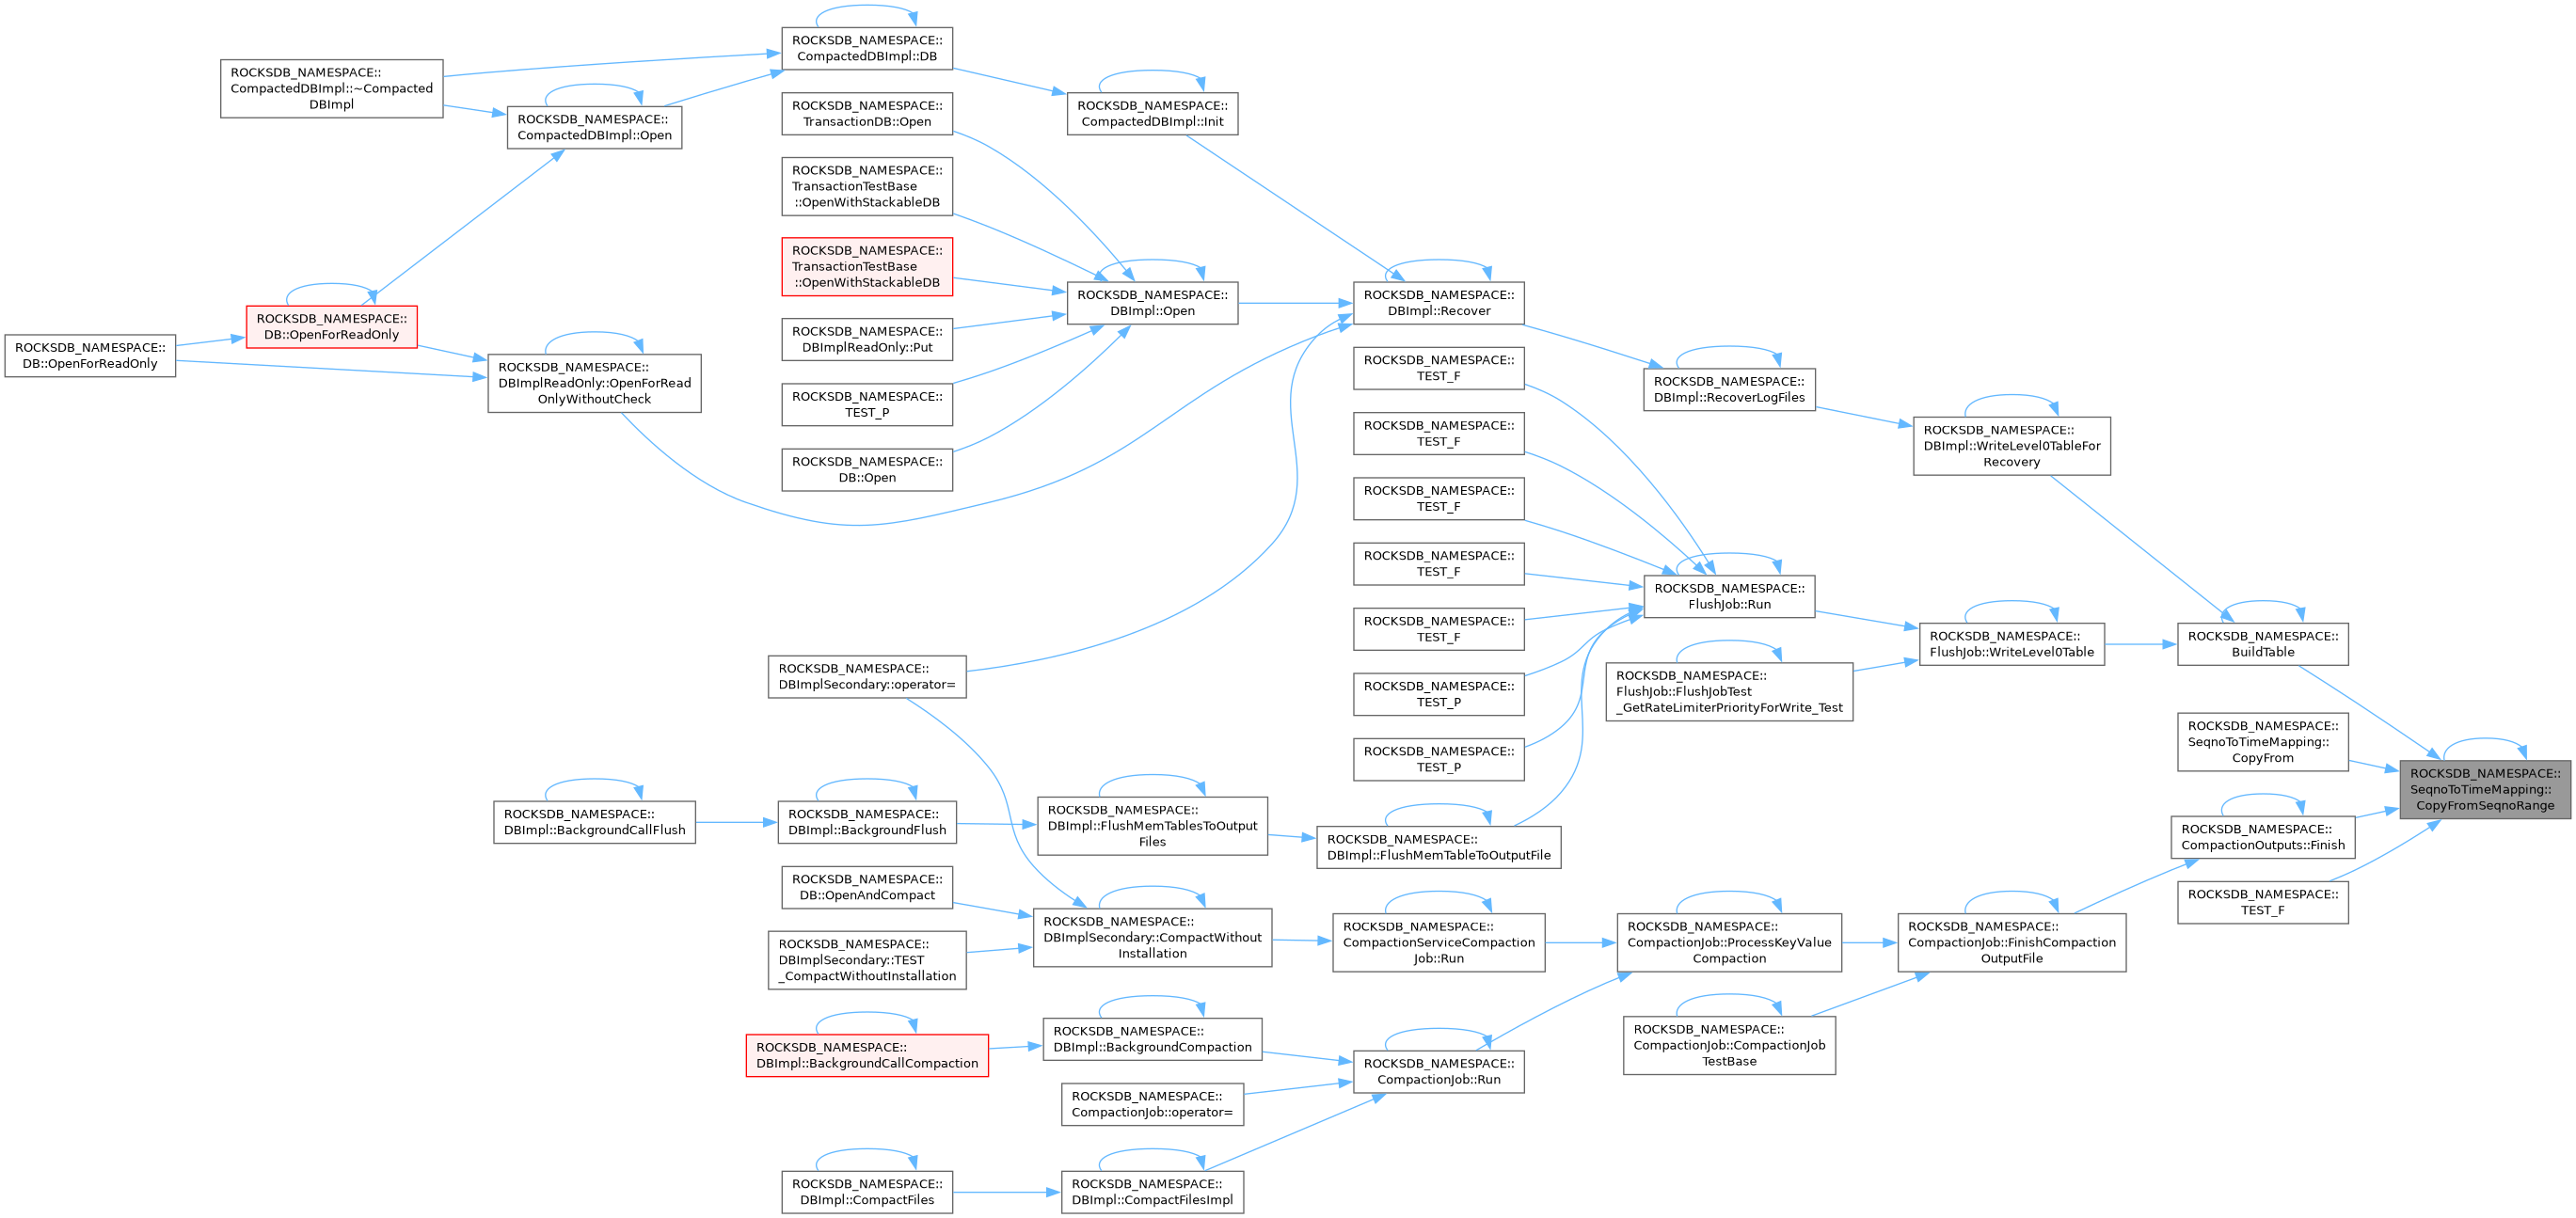 ROCKSDB_NAMESPACE::
CompactedDBImpl::DB
ROCKSDB_NAMESPACE::
CompactedDBImpl::~Compacted
DBImpl
ROCKSDB_NAMESPACE::
CompactedDBImpl::Open
ROCKSDB_NAMESPACE::
TransactionDB::Open
ROCKSDB_NAMESPACE::
CompactedDBImpl::Init
ROCKSDB_NAMESPACE::
TransactionTestBase
::OpenWithStackableDB
ROCKSDB_NAMESPACE::
TransactionTestBase
::OpenWithStackableDB
ROCKSDB_NAMESPACE::
DBImpl::Open
ROCKSDB_NAMESPACE::
DBImpl::Recover
ROCKSDB_NAMESPACE::
DB::OpenForReadOnly
ROCKSDB_NAMESPACE::
DB::OpenForReadOnly
ROCKSDB_NAMESPACE::
DBImplReadOnly::OpenForRead
OnlyWithoutCheck
ROCKSDB_NAMESPACE::
DBImplReadOnly::Put
ROCKSDB_NAMESPACE::
TEST_P
ROCKSDB_NAMESPACE::
DB::Open
ROCKSDB_NAMESPACE::
TEST_F
ROCKSDB_NAMESPACE::
DBImpl::RecoverLogFiles
ROCKSDB_NAMESPACE::
TEST_F
ROCKSDB_NAMESPACE::
DBImpl::WriteLevel0TableFor
Recovery
ROCKSDB_NAMESPACE::
TEST_F
ROCKSDB_NAMESPACE::
TEST_F
ROCKSDB_NAMESPACE::
FlushJob::Run
ROCKSDB_NAMESPACE::
TEST_F
ROCKSDB_NAMESPACE::
FlushJob::WriteLevel0Table
ROCKSDB_NAMESPACE::
BuildTable
ROCKSDB_NAMESPACE::
DBImplSecondary::operator=
ROCKSDB_NAMESPACE::
TEST_P
ROCKSDB_NAMESPACE::
FlushJob::FlushJobTest
_GetRateLimiterPriorityForWrite_Test
ROCKSDB_NAMESPACE::
TEST_P
ROCKSDB_NAMESPACE::
SeqnoToTimeMapping::
CopyFrom
ROCKSDB_NAMESPACE::
SeqnoToTimeMapping::
CopyFromSeqnoRange
ROCKSDB_NAMESPACE::
DBImpl::BackgroundCallFlush
ROCKSDB_NAMESPACE::
DBImpl::BackgroundFlush
ROCKSDB_NAMESPACE::
DBImpl::FlushMemTablesToOutput
Files
ROCKSDB_NAMESPACE::
DBImpl::FlushMemTableToOutputFile
ROCKSDB_NAMESPACE::
CompactionOutputs::Finish
ROCKSDB_NAMESPACE::
TEST_F
ROCKSDB_NAMESPACE::
DB::OpenAndCompact
ROCKSDB_NAMESPACE::
DBImplSecondary::CompactWithout
Installation
ROCKSDB_NAMESPACE::
CompactionServiceCompaction
Job::Run
ROCKSDB_NAMESPACE::
CompactionJob::ProcessKeyValue
Compaction
ROCKSDB_NAMESPACE::
CompactionJob::FinishCompaction
OutputFile
ROCKSDB_NAMESPACE::
DBImplSecondary::TEST
_CompactWithoutInstallation
ROCKSDB_NAMESPACE::
DBImpl::BackgroundCallCompaction
ROCKSDB_NAMESPACE::
DBImpl::BackgroundCompaction
ROCKSDB_NAMESPACE::
CompactionJob::CompactionJob
TestBase
ROCKSDB_NAMESPACE::
CompactionJob::Run
ROCKSDB_NAMESPACE::
CompactionJob::operator=
ROCKSDB_NAMESPACE::
DBImpl::CompactFiles
ROCKSDB_NAMESPACE::
DBImpl::CompactFilesImpl